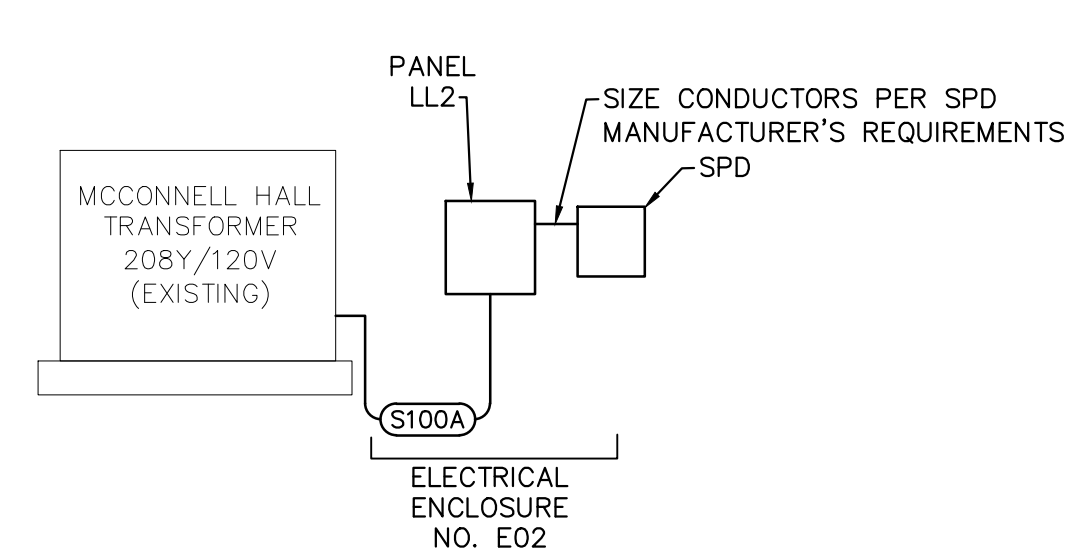 PANEL
LL2
SIZE CONDUCTORS PER SPD
MANUFACTURER'S REQUIREMENTS
SPD
MCCONNELL HALL
TRANSFORMER
208Y/120V
(EXISTING)
S100A
ELECTRICAL
ENCLOSURE
NO. E02